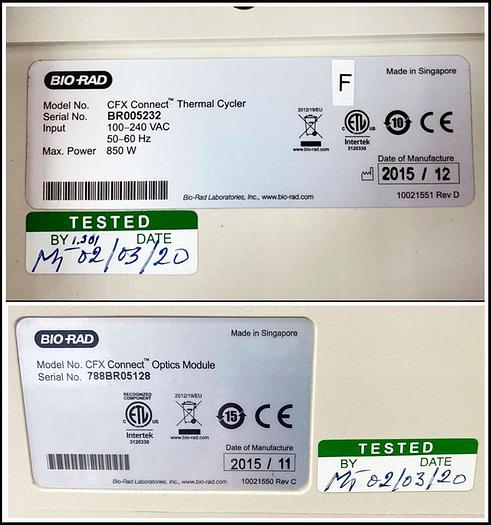 BIO-RAD
F
Made in Singapore
Model No. CFX Connect™ Thermal Cycler
Serial No. BR005232
Input 100-240 VAC
50-60 Hz
Max. Power 850 W
2012/19/EU
www.bio-rad.com
ETL
Intertek
3120330
10
CE
Date of Manufacture
2015 / 12
Bio-Rad Laboratories, Inc., www.bio-rad.com
10021551 Rev D
TESTED
BY DATE
02/03/20
BIO-RAD
Made in Singapore
Model No. CFX Connect™ Optics Module
Serial No. 788BR05128
RECOGNIZED COMPONENT
2012/19/EU
ETL
Intertek
3120330
www.bio-rad.com
15
CE
Date of Manufacture
2015 / 11
Bio-Rad Laboratories, Inc., www.bio-rad.com
10021550 Rev C
TESTED
BY DATE
02/03/20